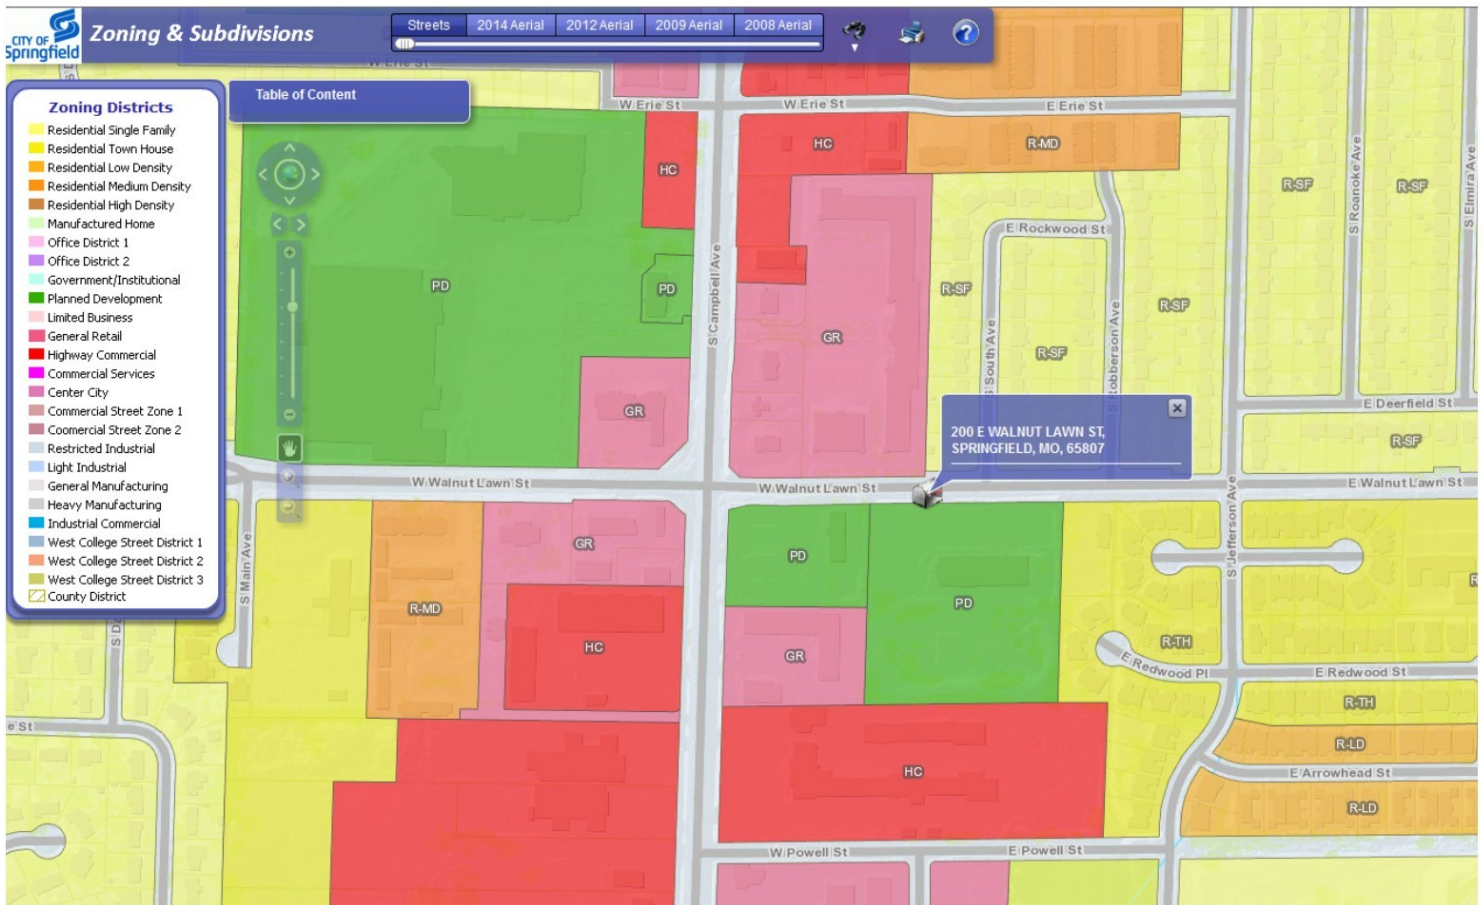 CITY OF
Springfield
Zoning & Subdivisions
Streets
2014 Aerial
2012 Aerial
2009 Aerial
2008 Aerial
?
Table of Content
Zoning Districts
Residential Single Family
Residential Town House
Residential Low Density
Residential Medium Density
Residential High Density
Manufactured Home
Office District 1
Office District 2
Government/Institutional
Planned Development
Limited Business
General Retail
Highway Commercial
Commercial Services
Center City
Commercial Street Zone 1
Coomercial Street Zone 2
Restricted Industrial
Light Industrial
General Manufacturing
Heavy Manufacturing
Industrial Commercial
West College Street District 1
West College Street District 2
West College Street District 3
County District
W Erie St
W Erie St
W Erie St
E Erie St
HC
HC
R-MD
R-SF
R-SF
S Roanoke Ave
S Elmira Ave
E Rockwood St
PD
PD
S Campbell Ave
R-SF
R-SF
GR
R-SF
S South Ave
S Robberson Ave
GR
E Deerfield St
R-SF
200 E WALNUT LAWN ST,
SPRINGFIELD, MO, 65807
W Walnut Lawn St
W Walnut Lawn St
E Walnut Lawn St
S Main Ave
GR
PD
S Jefferson Ave
R-MD
PD
HC
GR
R-TH
E Redwood Pl
E Redwood St
R-TH
e St
R-LD
HC
E Arrowhead St
R-LD
W Powell St
E Powell St